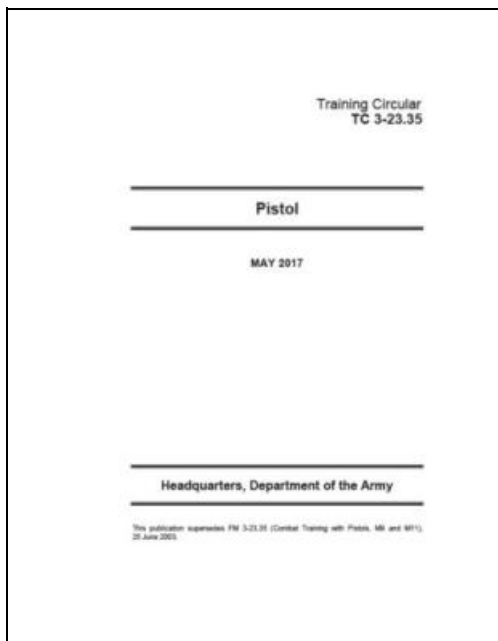 Training Circular
TC 3-23.35
Pistol
MAY 2017
Headquarters, Department of the Army
This publication supersedes FM 3-23.35 (Combat Training with Pistols, M9 and M11),
25 June 2003.